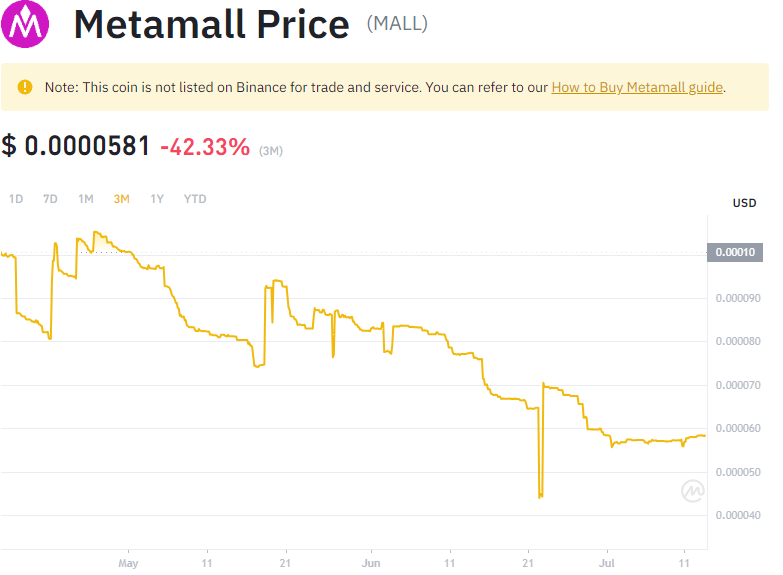 Metamall Price (MALL)
Note: This coin is not listed on Binance for trade and service. You can refer to our How to Buy Metamall guide.
$ 0.0000581 -42.33% (3M)
1D 7D 1M 3M 1Y YTD
USD
0.00010
0.000090
0.000080
0.000070
0.000060
0.000050
0.000040
May 11 21 Jun 11 21 Jul 11